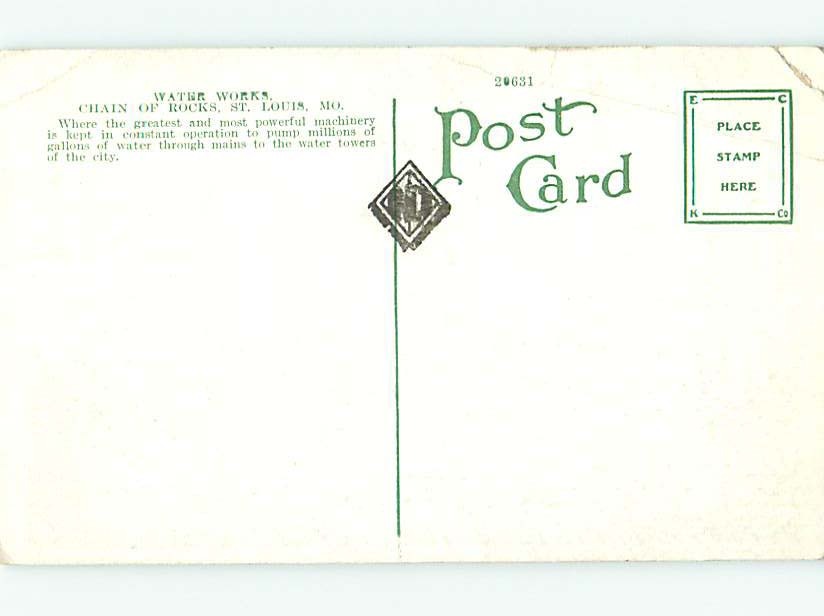 WATER WORKS,
CHAIN OF ROCKS, ST. LOUIS, MO.
Where the greatest and most powerful machinery
is kept in constant operation to pump millions of
gallons of water through mains to the water towers
of the city.
20631
Post
Card
E C
PLACE
STAMP
HERE
K Co